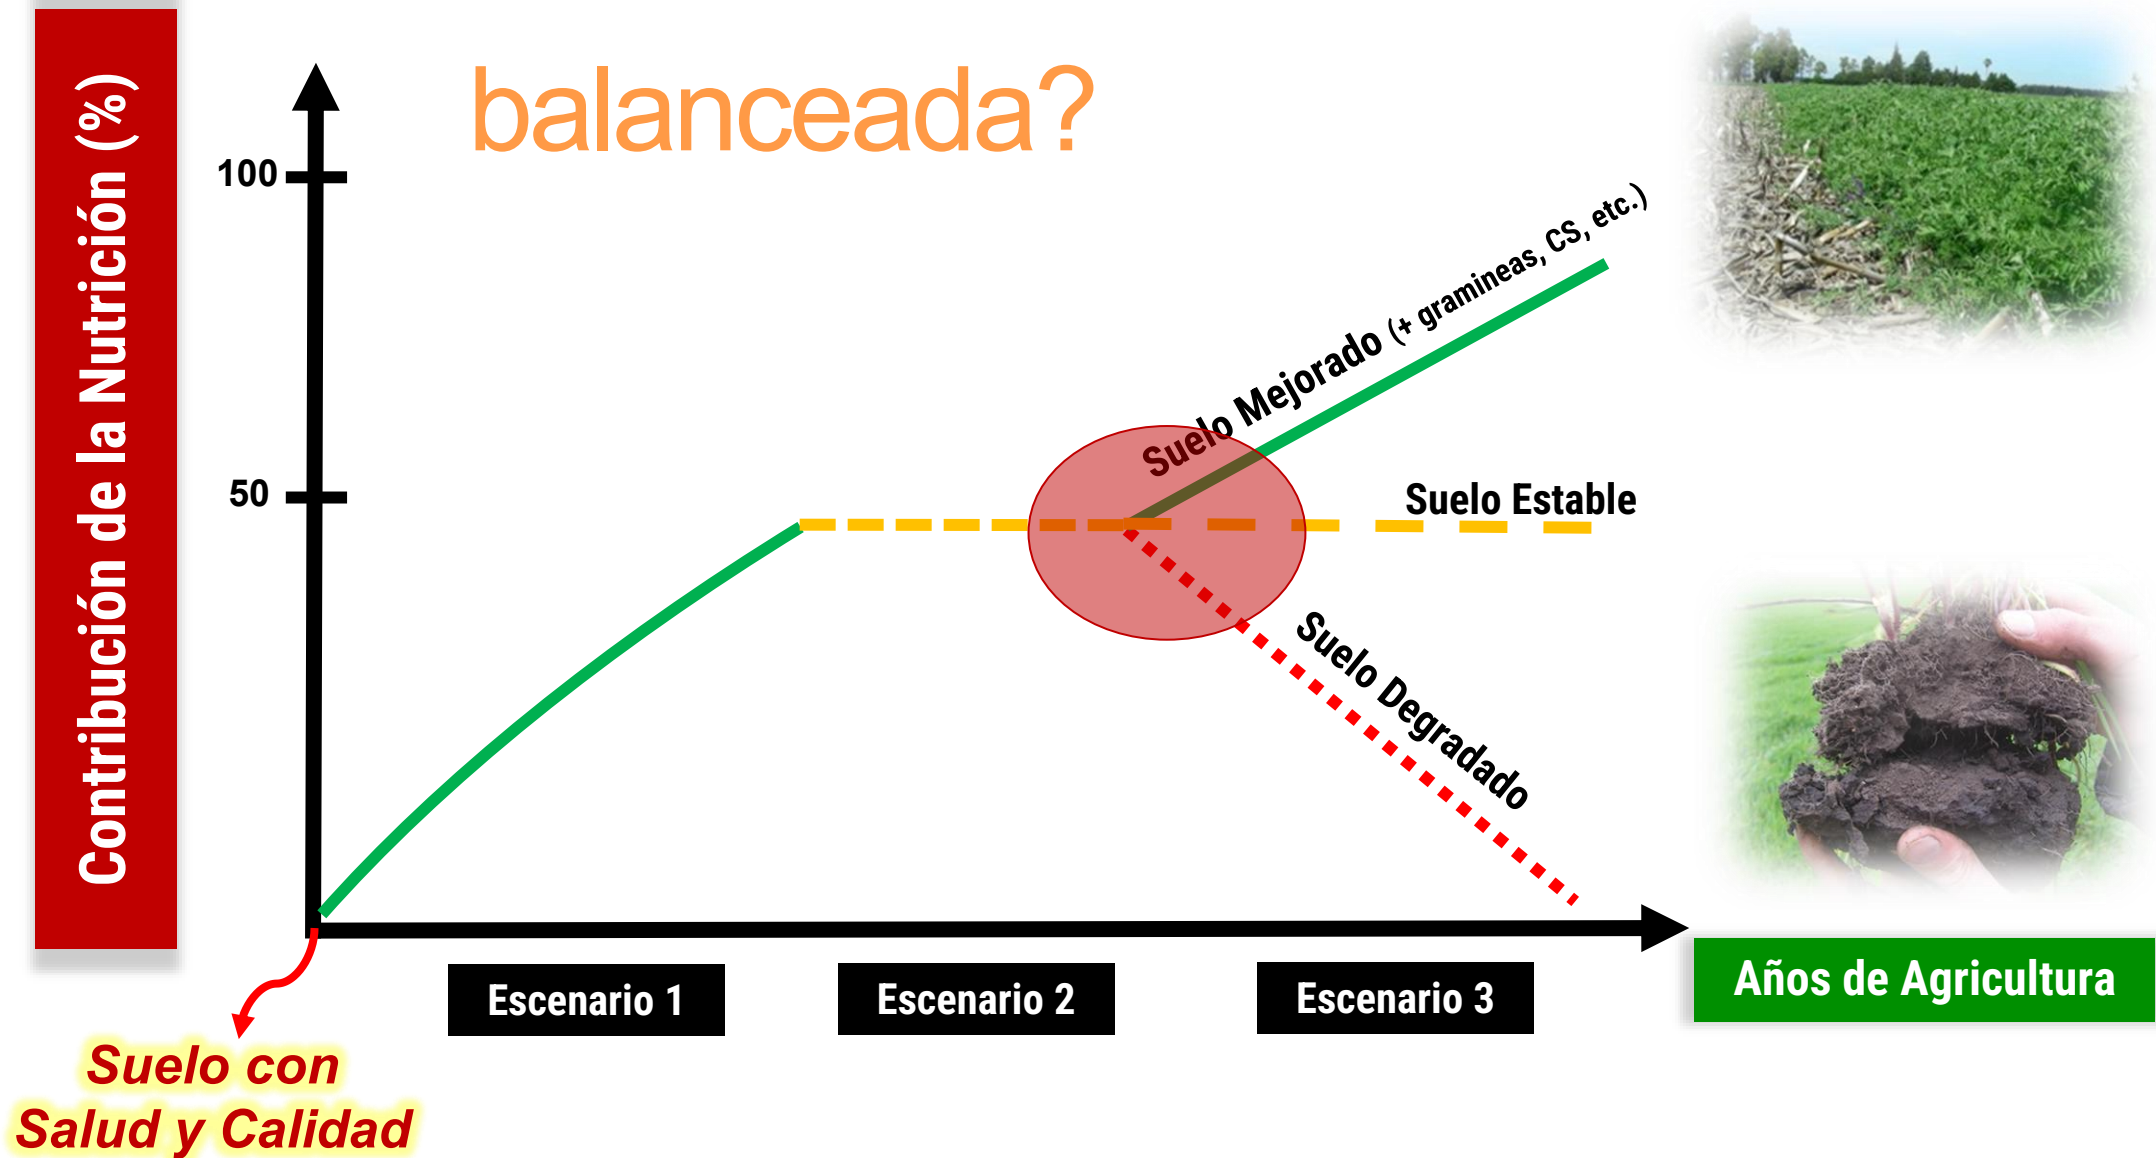 balanceada?
Contribución de la Nutrición (%)
100
50
Suelo Mejorado (+ gramineas, CS, etc.)
Suelo Estable
Suelo Degradado
Escenario 1
Escenario 2
Escenario 3
Años de Agricultura
Suelo con
Salud y Calidad